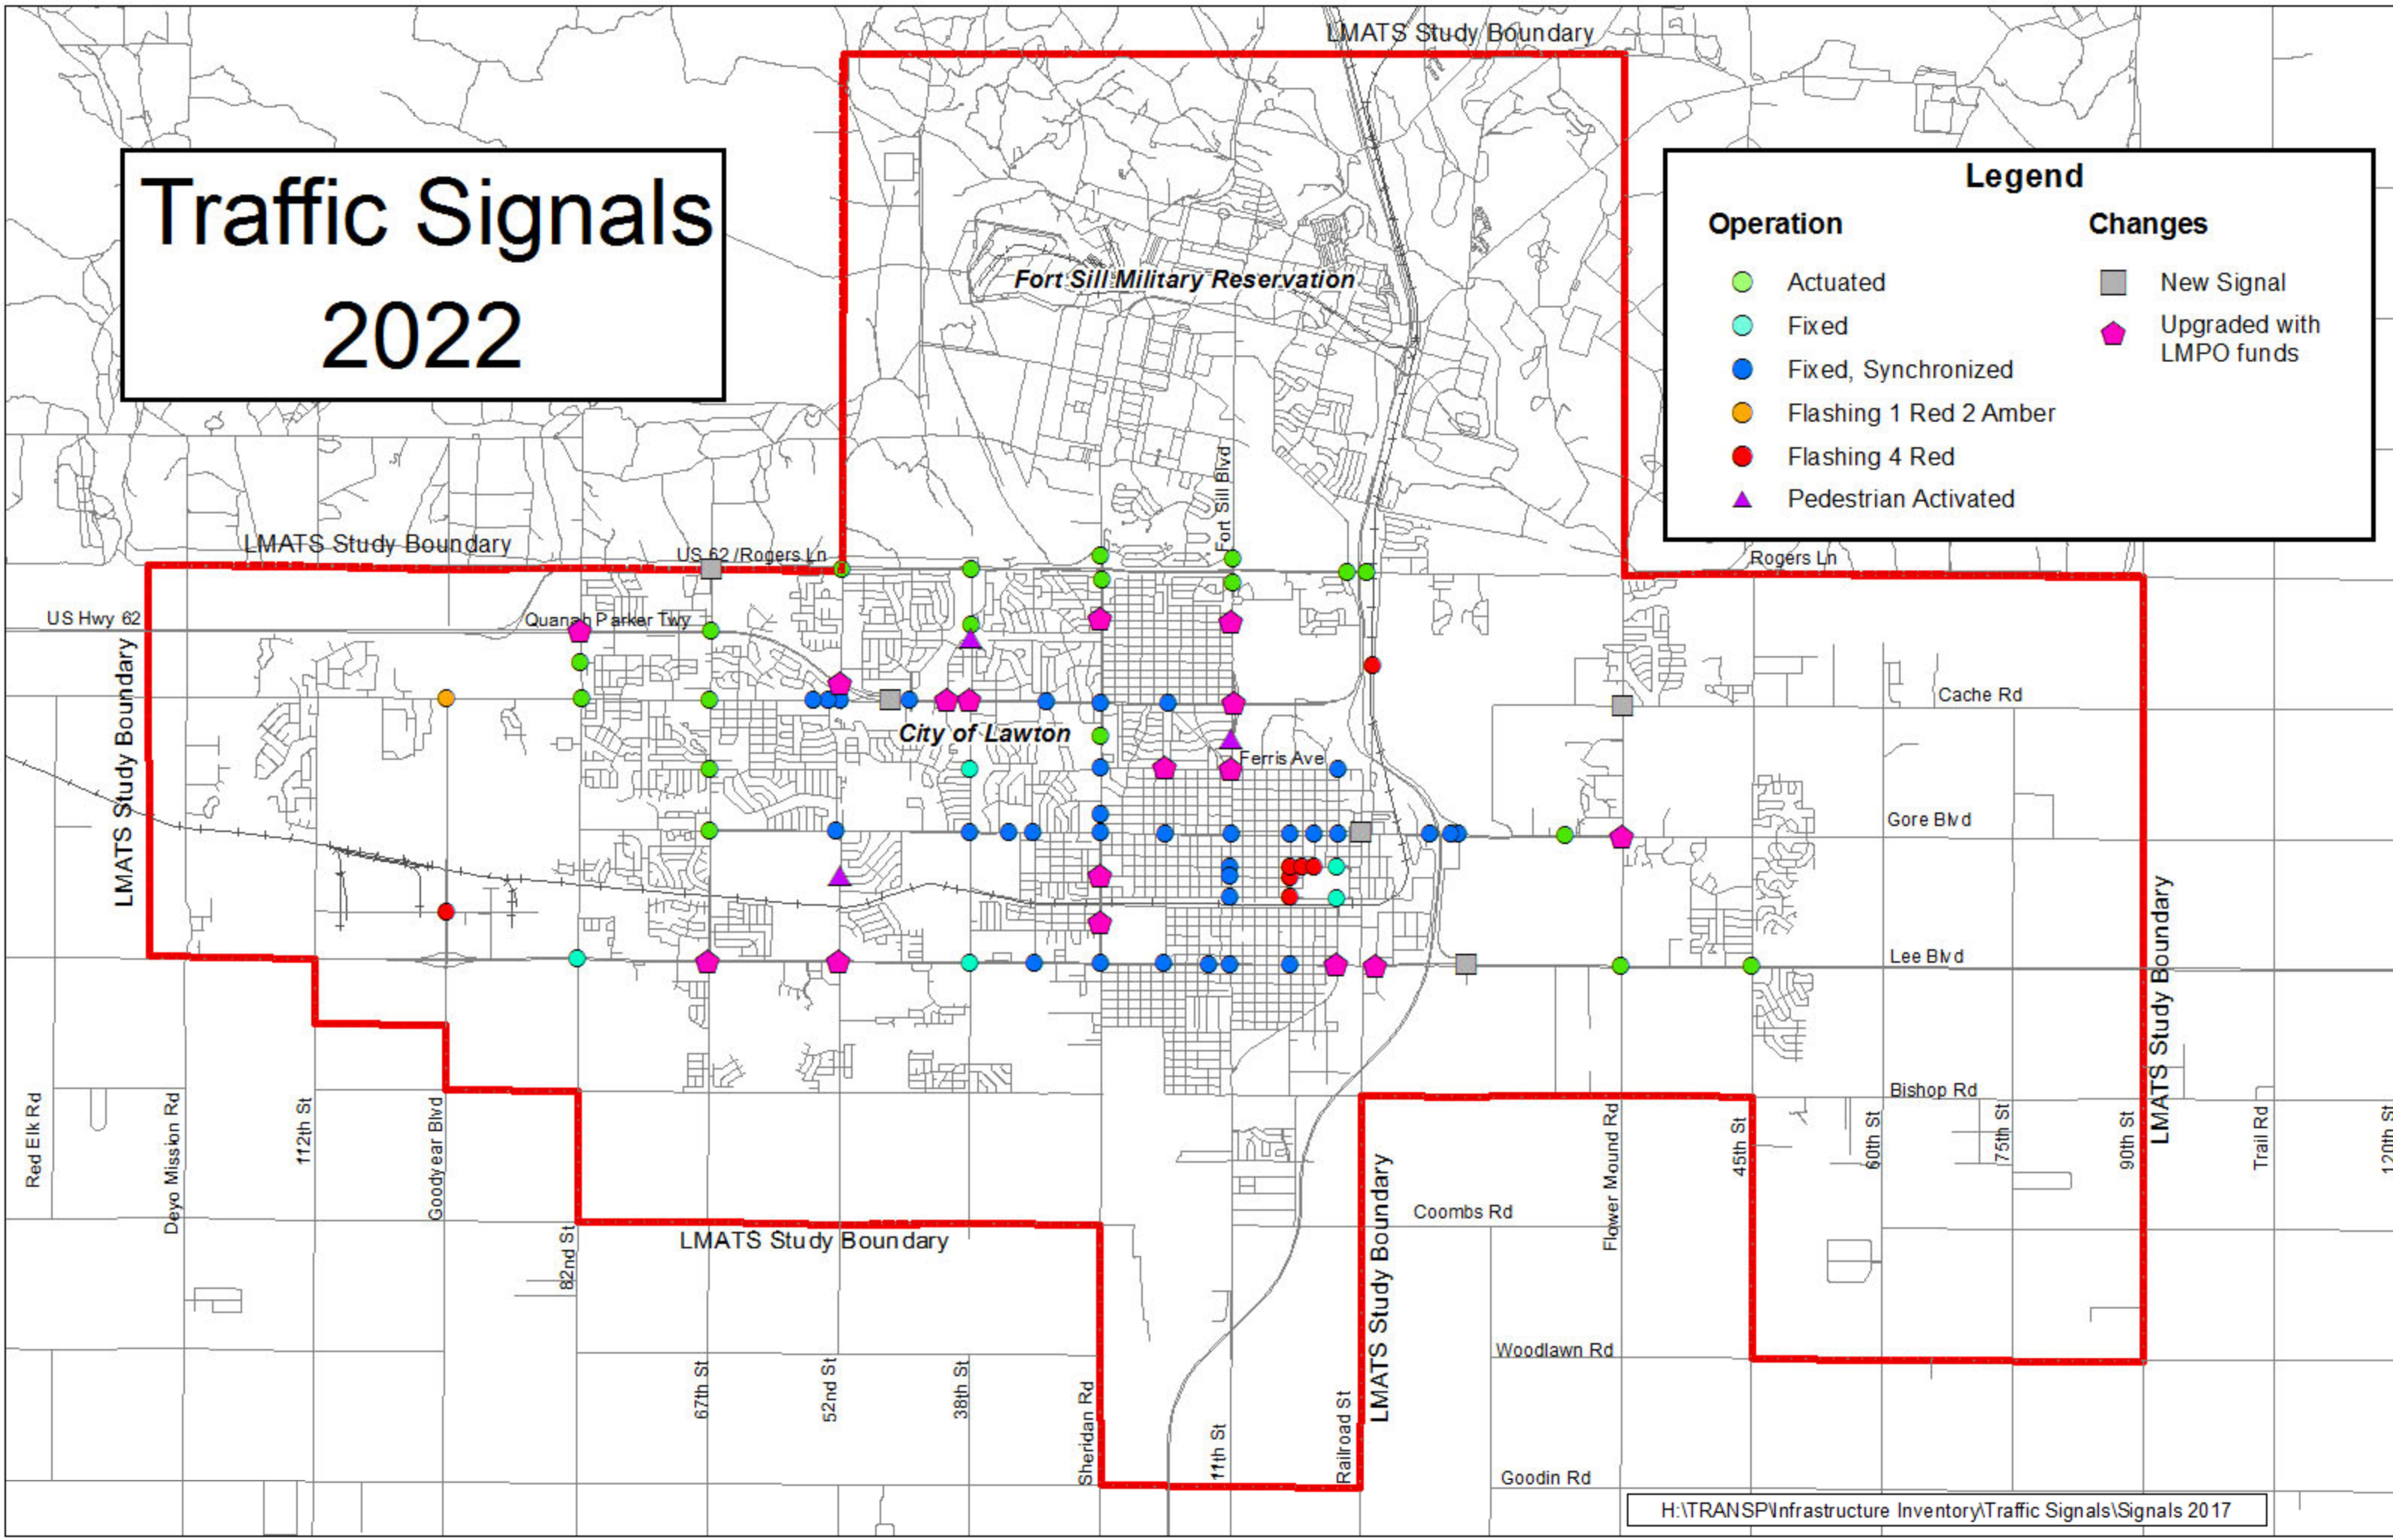 LMATS Study Boundary
Traffic Signals
2022
Legend
Operation
Changes
Actuated
Fixed
Fixed, Synchronized
Flashing 1 Red 2 Amber
Flashing 4 Red
Pedestrian Activated
New Signal
Upgraded with
LMPO funds
Fort Sill Military Reservation
Fort Sill Blvd
LMATS Study Boundary
US 62 /Rogers Ln
Rogers Ln
US Hwy 62
Quanah Parker Twy
LMATS Study Boundary
Cache Rd
City of Lawton
Ferris Ave
Gore Blvd
Lee Blvd
LMATS Study Boundary
Bishop Rd
Red Elk Rd
Deyo Mission Rd
112th St
Goodyear Blvd
82nd St
67th St
52nd St
38th St
Sheridan Rd
11th St
Railroad St
LMATS Study Boundary
Flower Mound Rd
45th St
60th St
75th St
90th St
Trail Rd
120th St
LMATS Study Boundary
Coombs Rd
Woodlawn Rd
Goodin Rd
H:\TRANSP\Infrastructure Inventory\Traffic Signals\Signals 2017